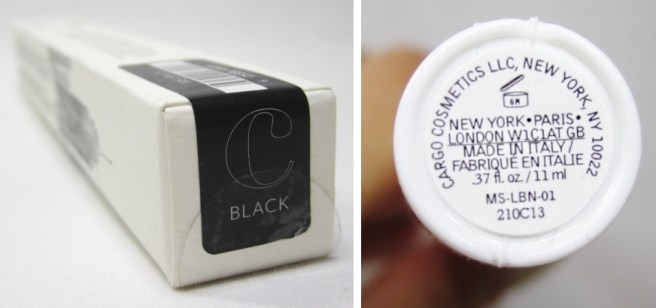 C
BLACK
CARGO COSMETICS LLC, NEW YORK, NY 10022
6M
NEW YORK•PARIS•
LONDON W1C1AT GB
MADE IN ITALY/
FABRIQUÉ EN ITALIE
.37 fl. oz. / 11 ml
MS-LBN-01
210C13